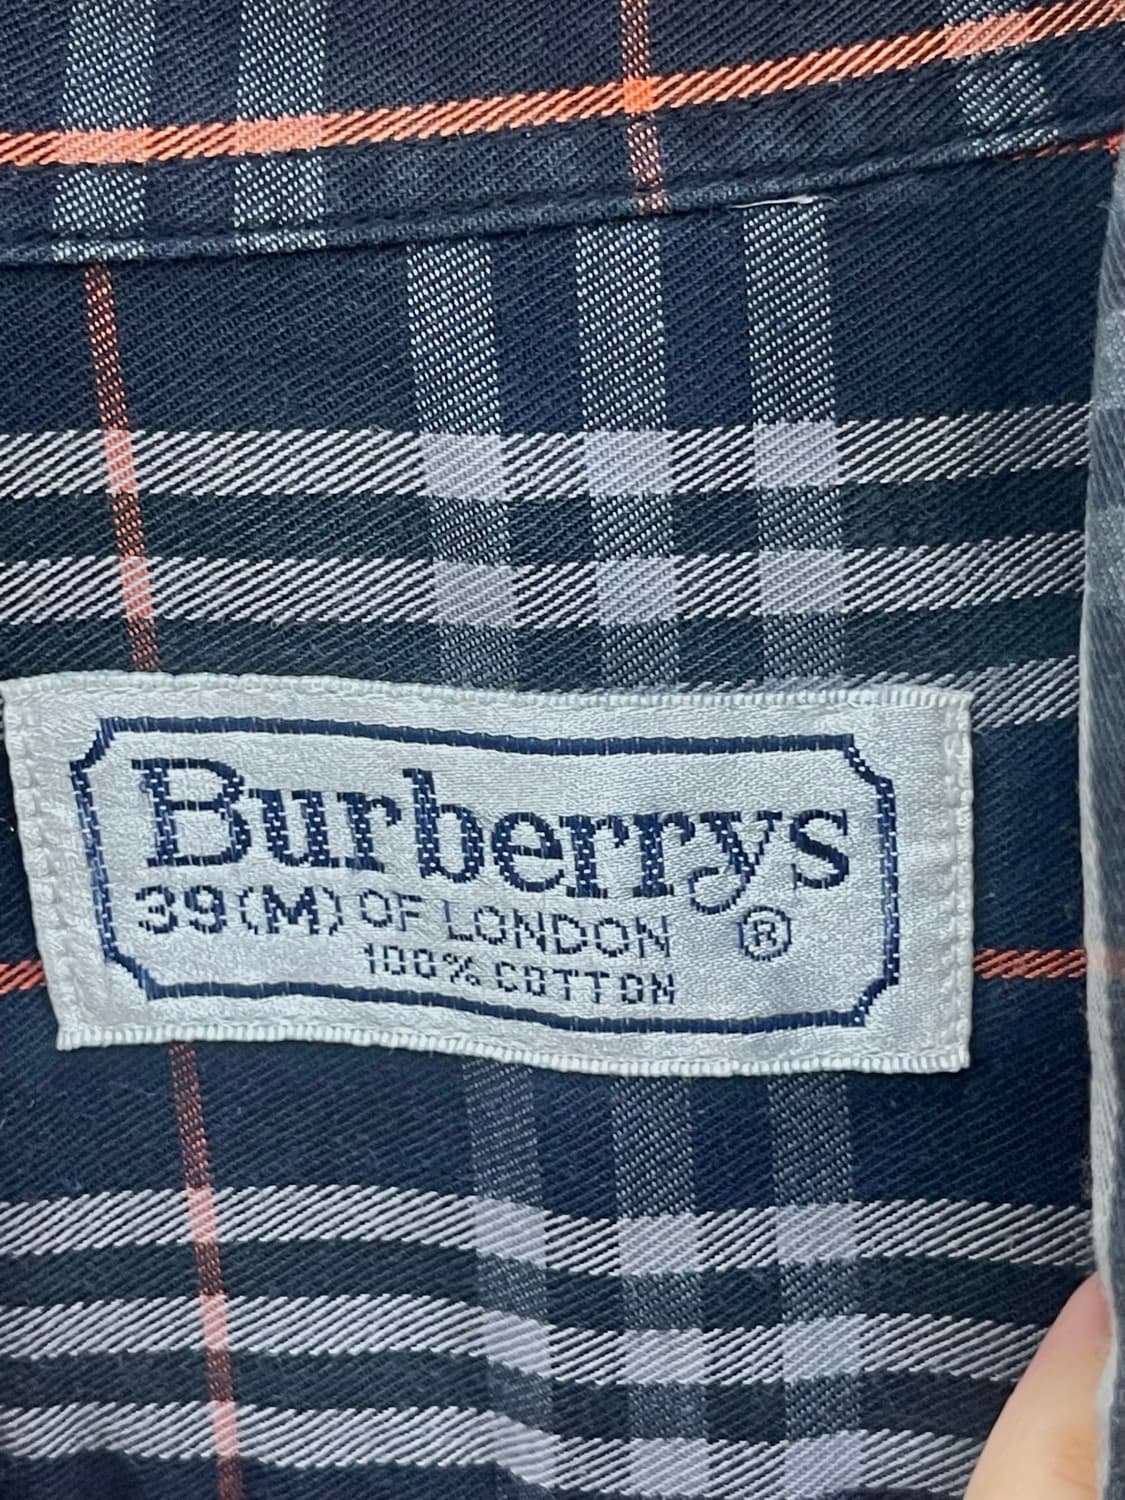 Burberrys
39(M) OF LONDON ®
100% COTTON